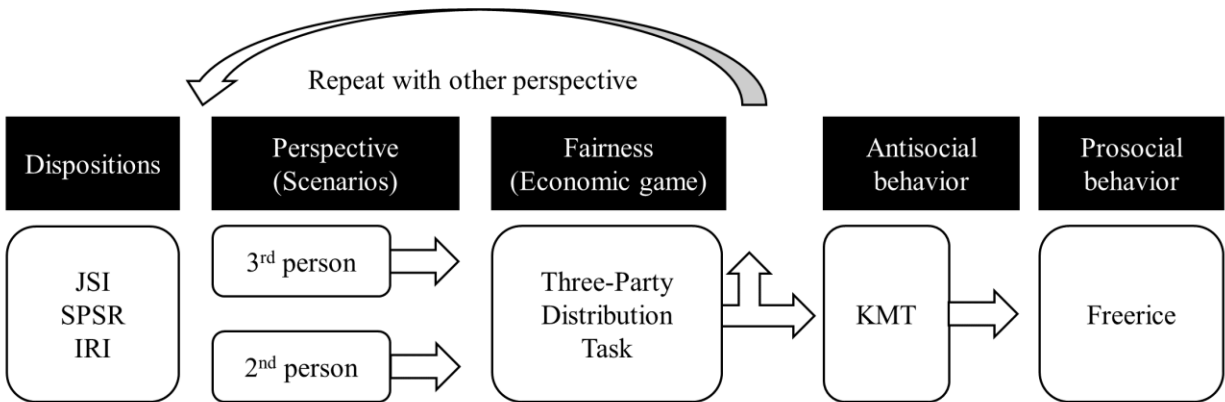 Repeat with other perspective
Dispositions
Perspective
(Scenarios)
Fairness
(Economic game)
Antisocial
behavior
Prosocial
behavior
JSI
SPSR
IRI
3rd person
2nd person
Three-Party
Distribution
Task
KMT
Freerice